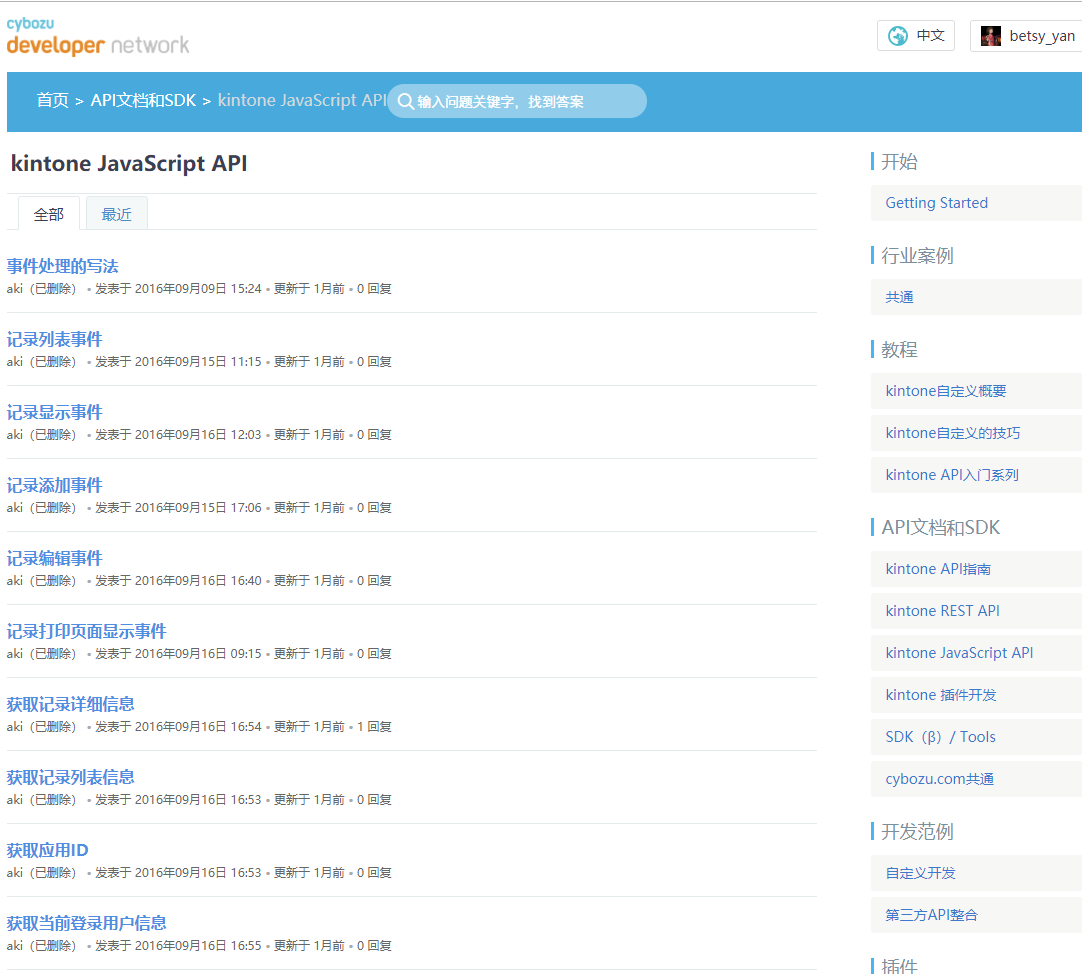 cybozu
developer network
中文
betsy_yan
首页 > API文档和SDK > kintone JavaScript API
输入问题关键字，找到答案
kintone JavaScript API
全部
最近
事件处理的写法
aki（已删除） • 发表于 2016年09月09日 15:24 • 更新于 1月前 • 0 回复
记录列表事件
aki（已删除） • 发表于 2016年09月15日 11:15 • 更新于 1月前 • 0 回复
记录显示事件
aki（已删除） • 发表于 2016年09月16日 12:03 • 更新于 1月前 • 0 回复
记录添加事件
aki（已删除） • 发表于 2016年09月15日 17:06 • 更新于 1月前 • 0 回复
记录编辑事件
aki（已删除） • 发表于 2016年09月16日 16:40 • 更新于 1月前 • 0 回复
记录打印页面显示事件
aki（已删除） • 发表于 2016年09月16日 09:15 • 更新于 1月前 • 0 回复
获取记录详细信息
aki（已删除） • 发表于 2016年09月16日 16:54 • 更新于 1月前 • 1 回复
获取记录列表信息
aki（已删除） • 发表于 2016年09月16日 16:53 • 更新于 1月前 • 0 回复
获取应用ID
aki（已删除） • 发表于 2016年09月16日 16:53 • 更新于 1月前 • 0 回复
获取当前登录用户信息
aki（已删除） • 发表于 2016年09月16日 16:55 • 更新于 1月前 • 0 回复
开始
Getting Started
行业案例
共通
教程
kintone自定义概要
kintone自定义的技巧
kintone API入门系列
API文档和SDK
kintone API指南
kintone REST API
kintone JavaScript API
kintone 插件开发
SDK（β）/ Tools
cybozu.com共通
开发范例
自定义开发
第三方API整合
插件